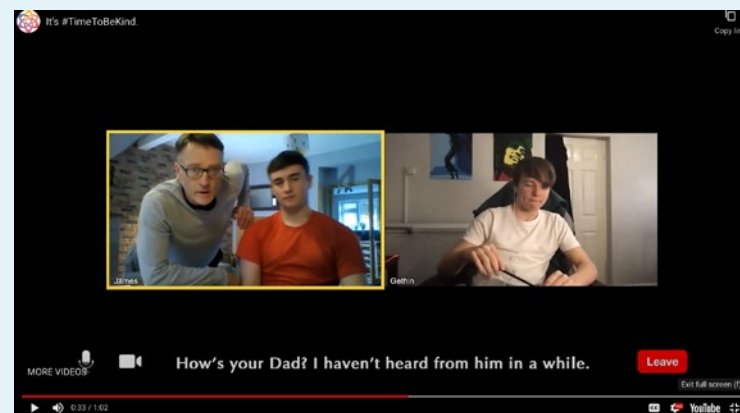 It's #TimeToBeKind.
Copy lin
James
Gethin
MORE VIDEOS
How's your Dad? I haven't heard from him in a while.
Leave
Exit full screen (f)
0:33 / 1:02
CC
YouTube